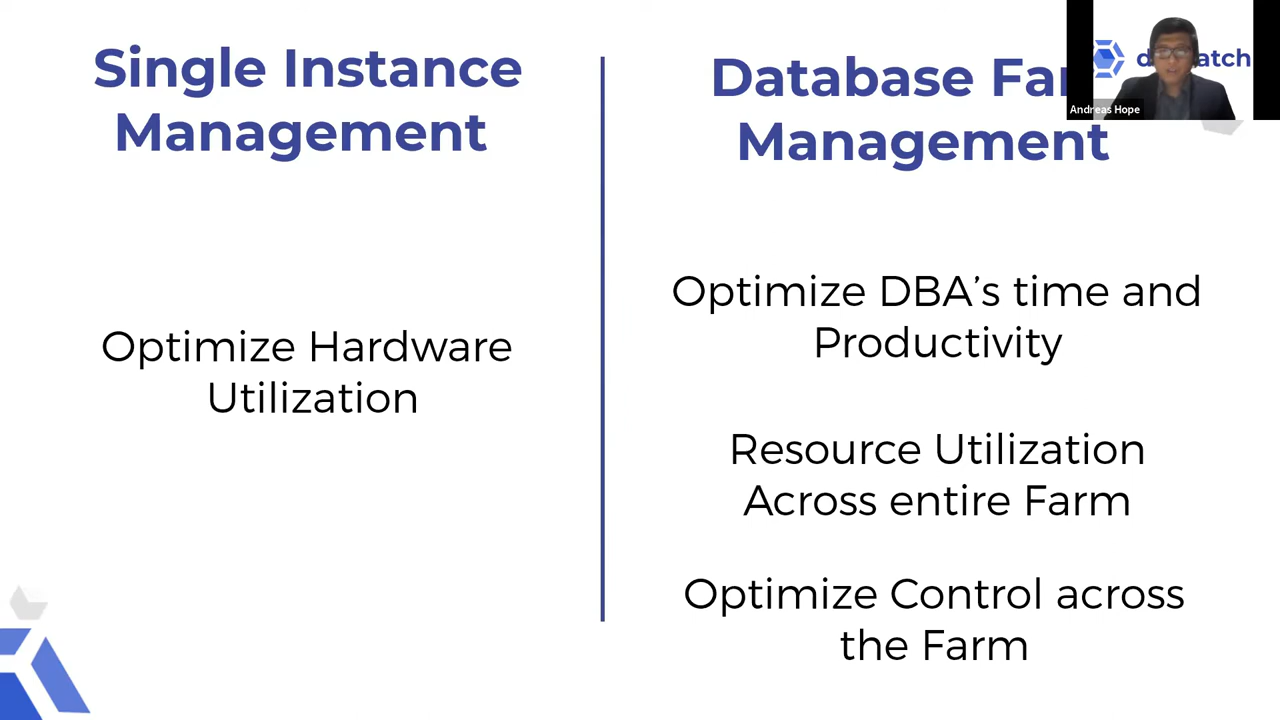 Single Instance
Management
Optimize Hardware
Utilization
Database
Management
Optimize DBA’s time and
Productivity
Resource Utilization
Across entire Farm
Optimize Control across
the Farm
Andreas Hope